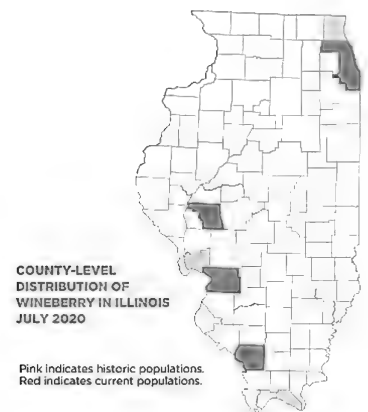 COUNTY-LEVEL
DISTRIBUTION OF
WINEBERRY IN ILLINOIS
JULY 2020
Pink indicates historic populations.
Red indicates current populations.